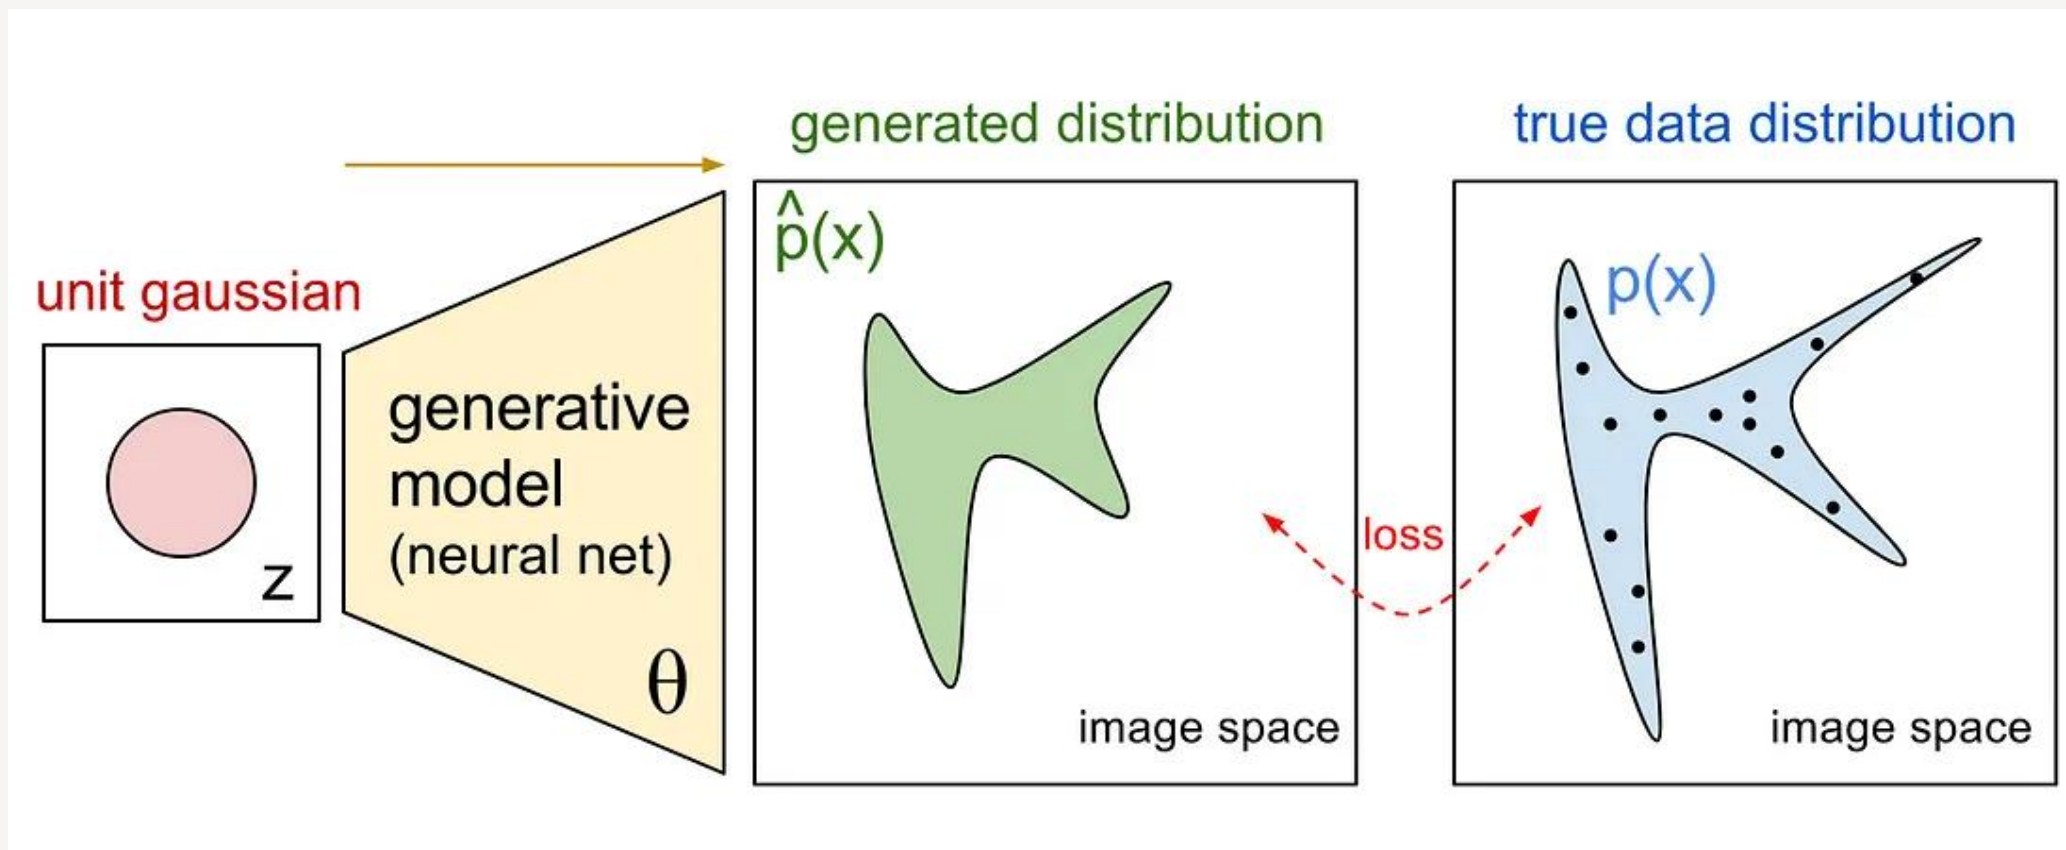 unit gaussian
z
generative
model
(neural net)
θ
generated distribution
p̂(x)
image space
loss
true data distribution
p(x)
image space